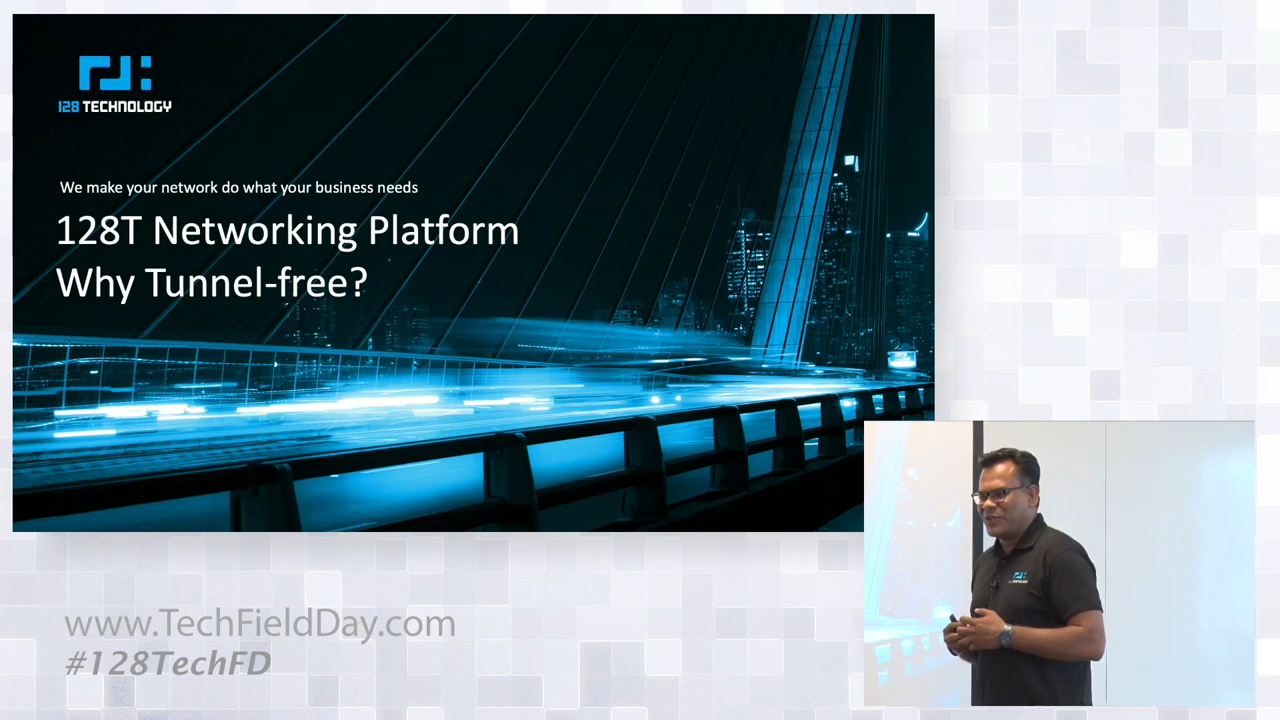 128 TECHNOLOGY
We make your network do what your business needs
128T Networking Platform
Why Tunnel-free?
www.TechFieldDay.com
#128TechFD